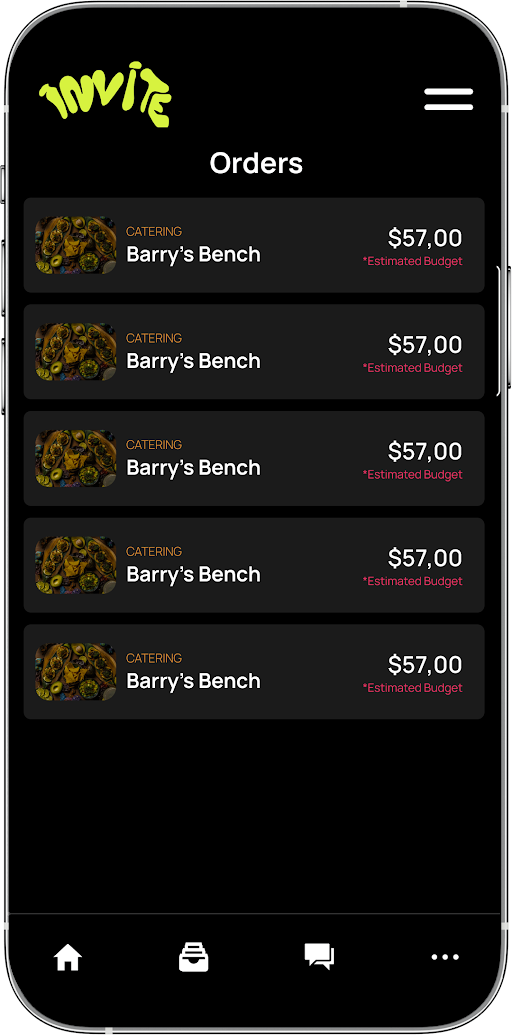 INVITE
Orders
CATERING
Barry's Bench
$57,00
*Estimated Budget
CATERING
Barry's Bench
$57,00
*Estimated Budget
CATERING
Barry's Bench
$57,00
*Estimated Budget
CATERING
Barry's Bench
$57,00
*Estimated Budget
CATERING
Barry's Bench
$57,00
*Estimated Budget